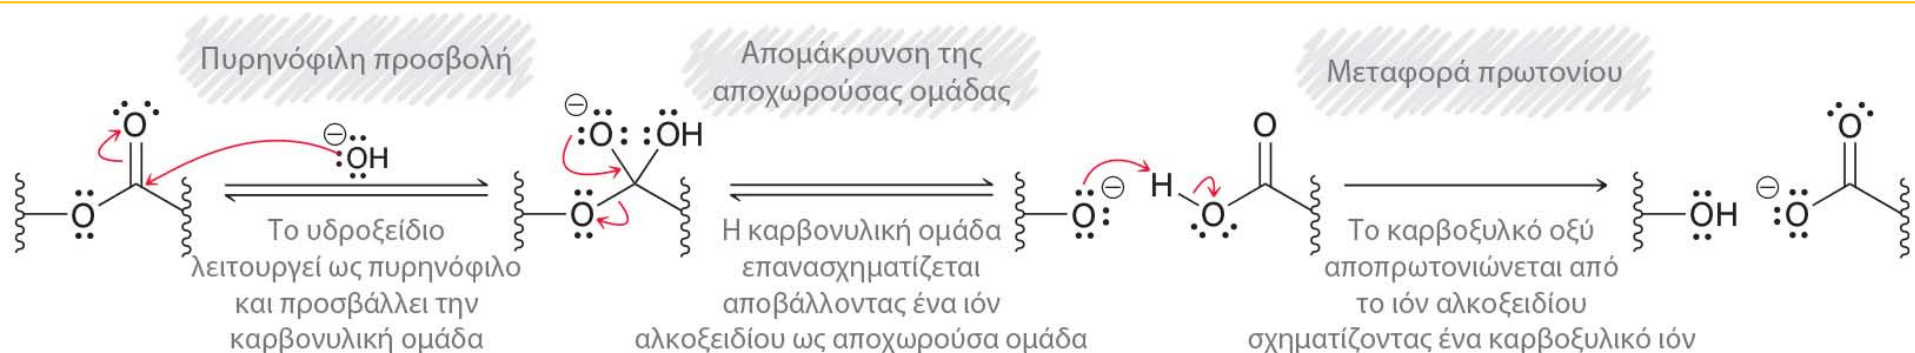 Πυρηνόφιλη προσβολή
Απομάκρυνση της
αποχωρούσας ομάδας
Μεταφορά πρωτονίου
O
O
⊖
OH
⊖
O
OH
O
O
⊖
H
O
O
OH
⊖
O
O
Το υδροξείδιο
λειτουργεί ως πυρηνόφιλο
και προσβάλλει την
καρβονυλική ομάδα
Η καρβονυλική ομάδα
επανασχηματίζεται
αποβάλλοντας ένα ιόν
αλκοξειδίου ως αποχωρούσα ομάδα
Το καρβοξυλκό οξύ
αποπρωτονιώνεται από
το ιόν αλκοξειδίου
σχηματίζοντας ένα καρβοξυλικό ιόν